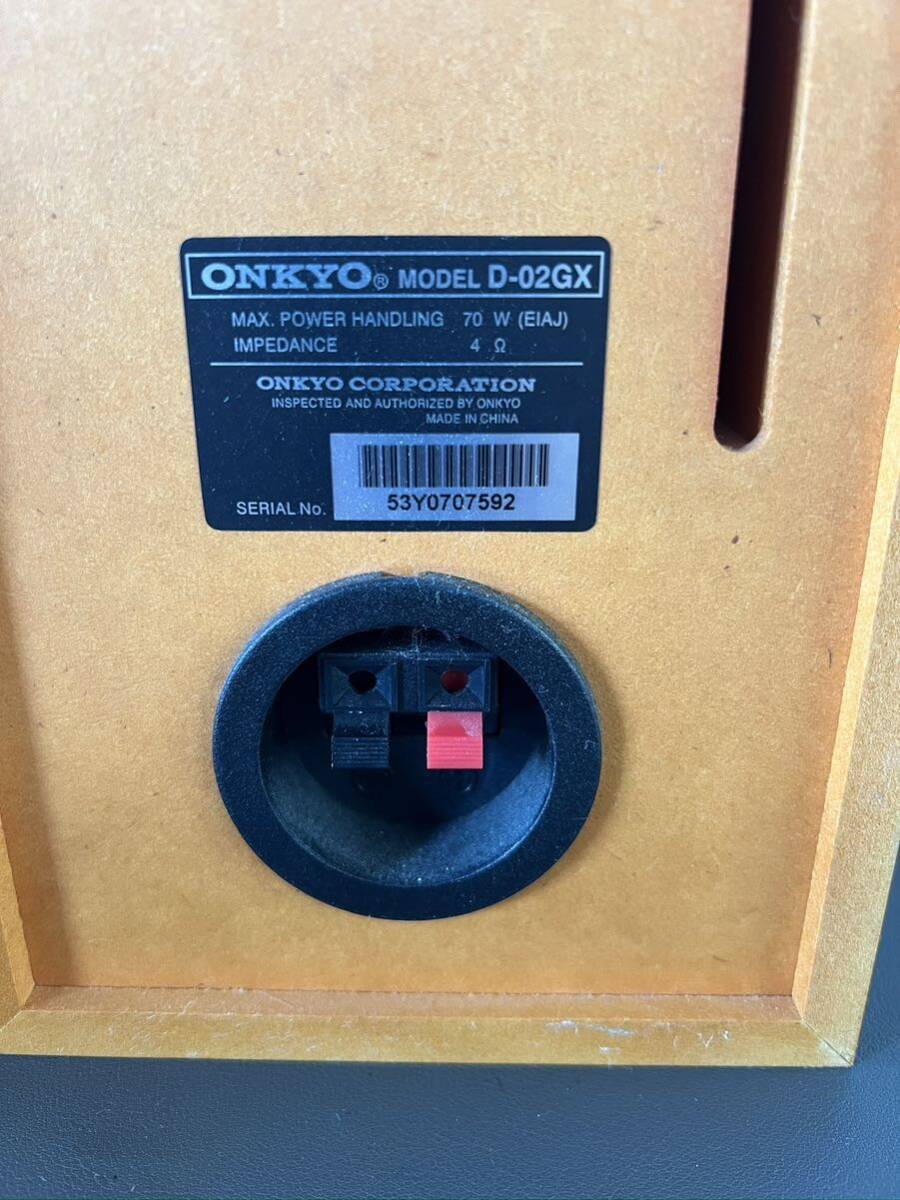 ONKYO® MODEL D-02GX
MAX. POWER HANDLING 70 W (EIAJ)
IMPEDANCE 4 Ω
ONKYO CORPORATION
INSPECTED AND AUTHORIZED BY ONKYO
MADE IN CHINA
SERIAL No. 53Y0707592